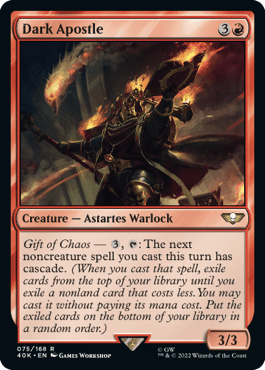 Dark Apostle 3
Creature — Astartes Warlock
Gift of Chaos — 3, : The next
noncreature spell you cast this turn has
cascade. (When you cast that spell, exile
cards from the top of your library until you
exile a nonland card that costs less. You may
cast it without paying its mana cost. Put the
exiled cards on the bottom of your library in
a random order.)
3/3
075/168 R
40K • EN Games Workshop
© GW
™ & © 2022 Wizards of the Coast